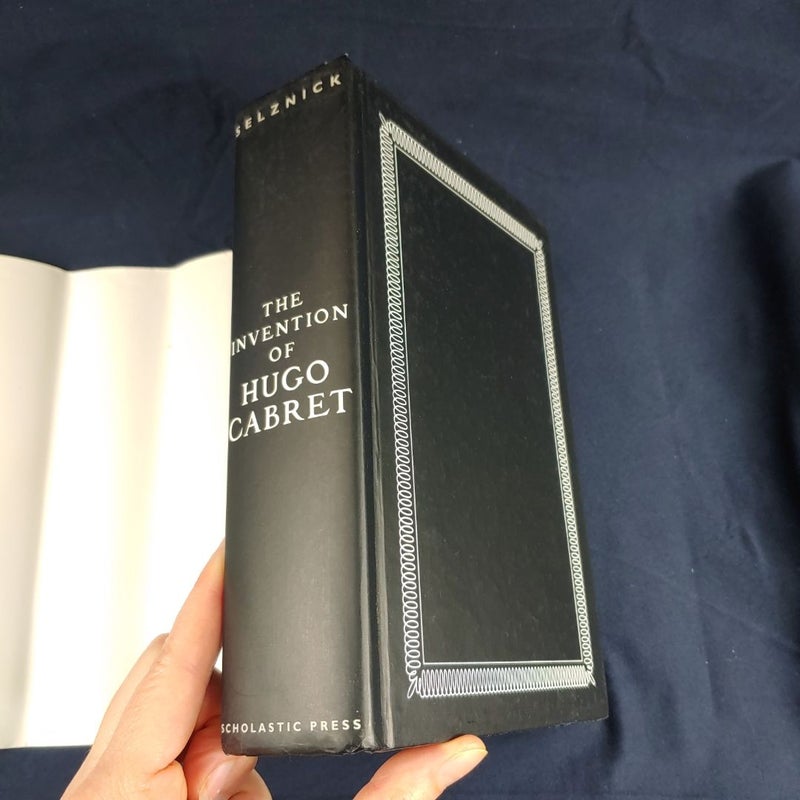 SELZNICK
THE
INVENTION
OF
HUGO
CABRET
SCHOLASTIC PRESS